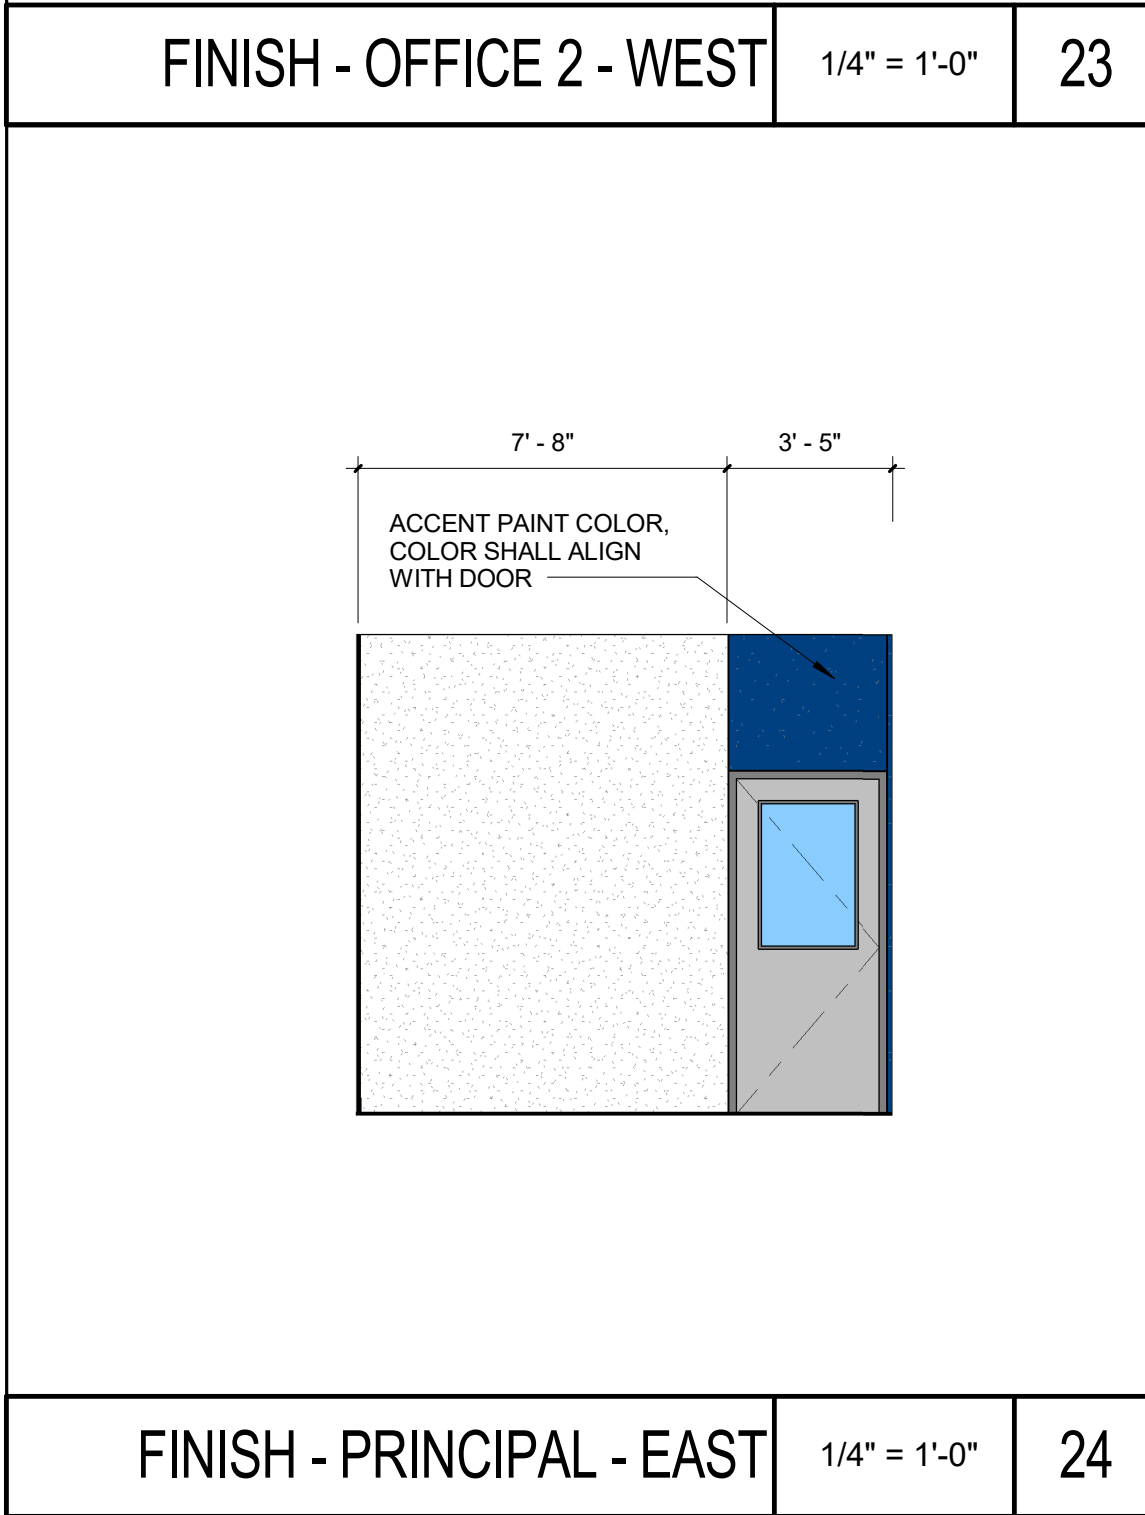 FINISH - OFFICE 2 - WEST
1/4" = 1'-0"
23
7' - 8"
3' - 5"
ACCENT PAINT COLOR,
COLOR SHALL ALIGN
WITH DOOR
FINISH - PRINCIPAL - EAST
1/4" = 1'-0"
24